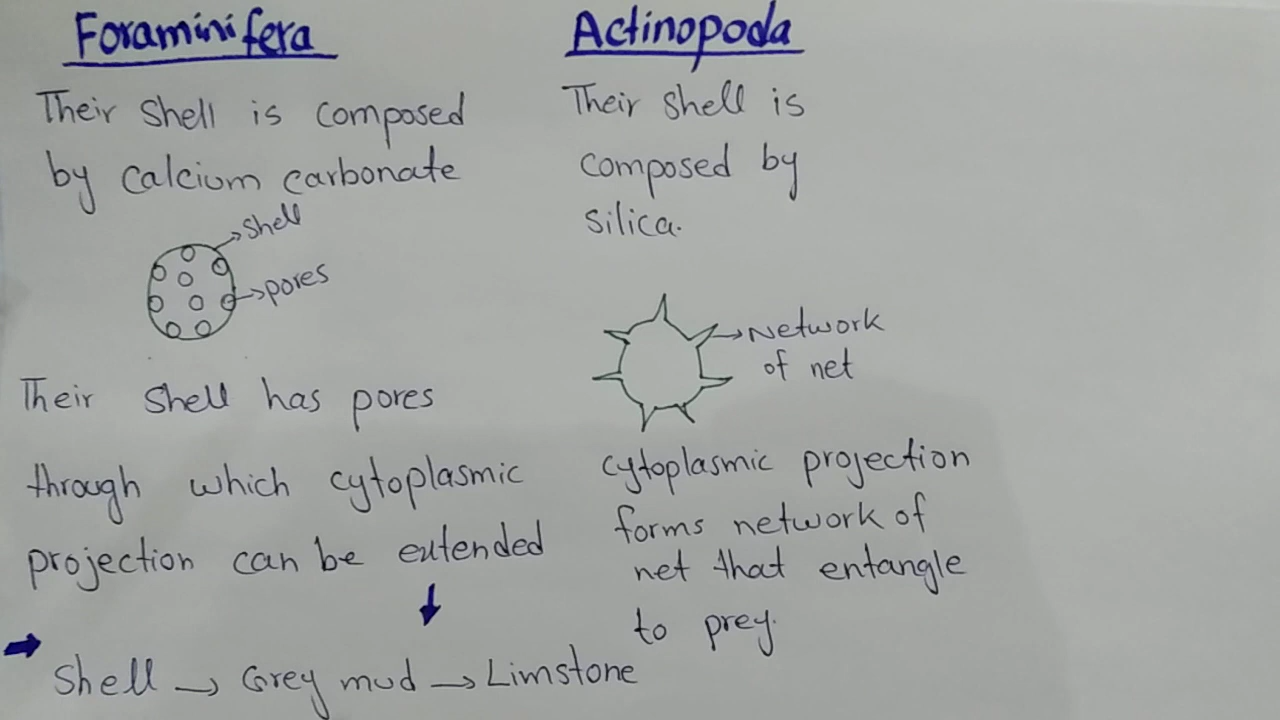 Foraminifera
Their shell is composed
by calcium carbonate
shell
pores
Their shell has pores
through which cytoplasmic
projection can be extended
Shell → Grey mud → Limstone
Actinopoda
Their shell is
composed by
silica.
Network
of net
cytoplasmic projection
forms network of
net that entangle
to prey.